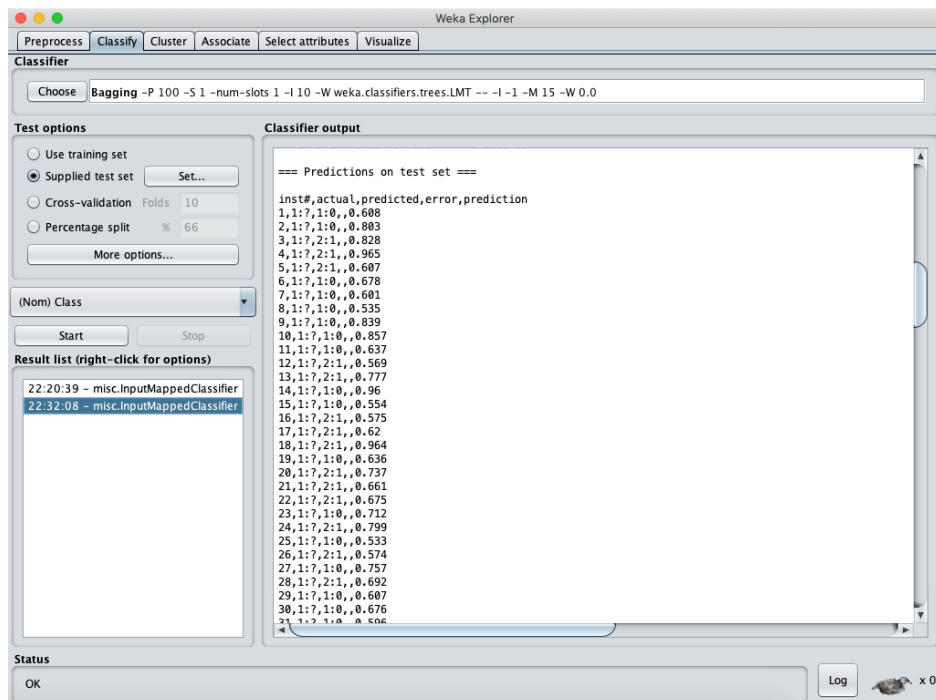 Weka Explorer
Preprocess Classify Cluster Associate Select attributes Visualize
Classifier
Choose Bagging -P 100 -S 1 -num-slots 1 -I 10 -W weka.classifiers.trees.LMT -- -I -1 -M 15 -W 0.0
Test options
Use training set
Supplied test set Set...
Cross-validation Folds 10
Percentage split % 66
More options...
(Nom) Class
Start Stop
Result list (right-click for options)
22:20:39 - misc.InputMappedClassifier
22:32:08 - misc.InputMappedClassifier
Classifier output
=== Predictions on test set ===
inst#,actual,predicted,error,prediction
1,1:?,1:0,,0.608
2,1:?,1:0,,0.803
3,1:?,2:1,,0.828
4,1:?,2:1,,0.965
5,1:?,2:1,,0.607
6,1:?,1:0,,0.678
7,1:?,1:0,,0.601
8,1:?,1:0,,0.535
9,1:?,1:0,,0.839
10,1:?,1:0,,0.857
11,1:?,1:0,,0.637
12,1:?,2:1,,0.569
13,1:?,2:1,,0.777
14,1:?,1:0,,0.96
15,1:?,1:0,,0.554
16,1:?,2:1,,0.575
17,1:?,2:1,,0.62
18,1:?,2:1,,0.964
19,1:?,1:0,,0.636
20,1:?,2:1,,0.737
21,1:?,2:1,,0.661
22,1:?,2:1,,0.675
23,1:?,1:0,,0.712
24,1:?,2:1,,0.799
25,1:?,1:0,,0.533
26,1:?,2:1,,0.574
27,1:?,1:0,,0.757
28,1:?,2:1,,0.692
29,1:?,1:0,,0.607
30,1:?,1:0,,0.676
31,1:?,1:0,,0.596
Status
OK
Log x 0